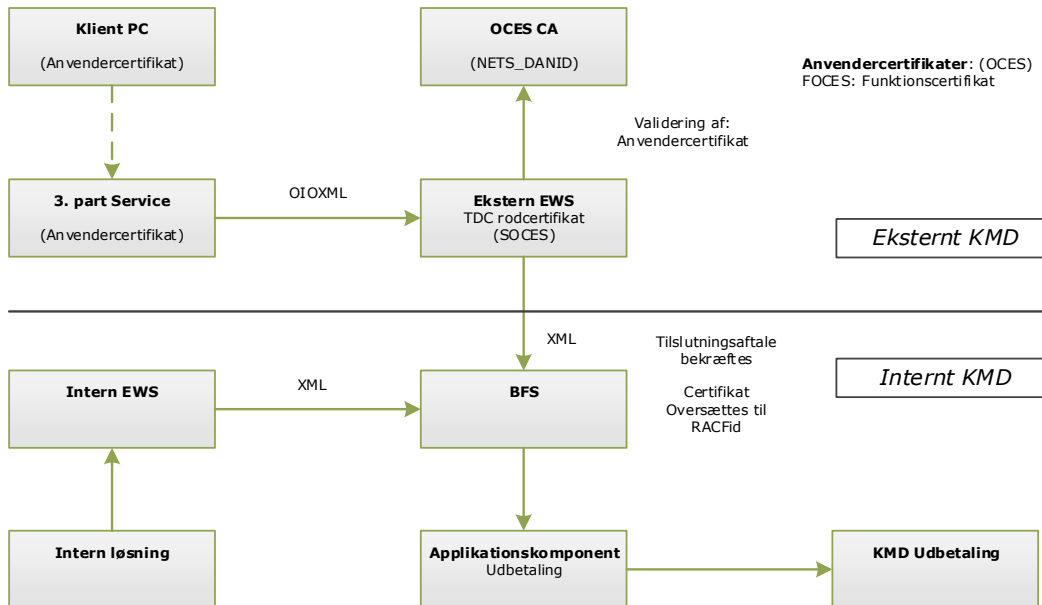 Klient PC
(Anvendercertifikat)
OCES CA
(NETS_DANID)
Anvendercertifikater: (OCES)
FOCES: Funktionscertifikat
Validering af:
Anvendercertifikat
3. part Service
(Anvendercertifikat)
OIOXML
Ekstern EWS
TDC rodcertifikat
(SOCES)
Eksternt KMD
XML
Tilslutningsaftale
bekræftes
Certifikat
Oversættes til
RACFid
Internt KMD
Intern EWS
XML
BFS
Intern løsning
Applikationskomponent
Udbetaling
KMD Udbetaling